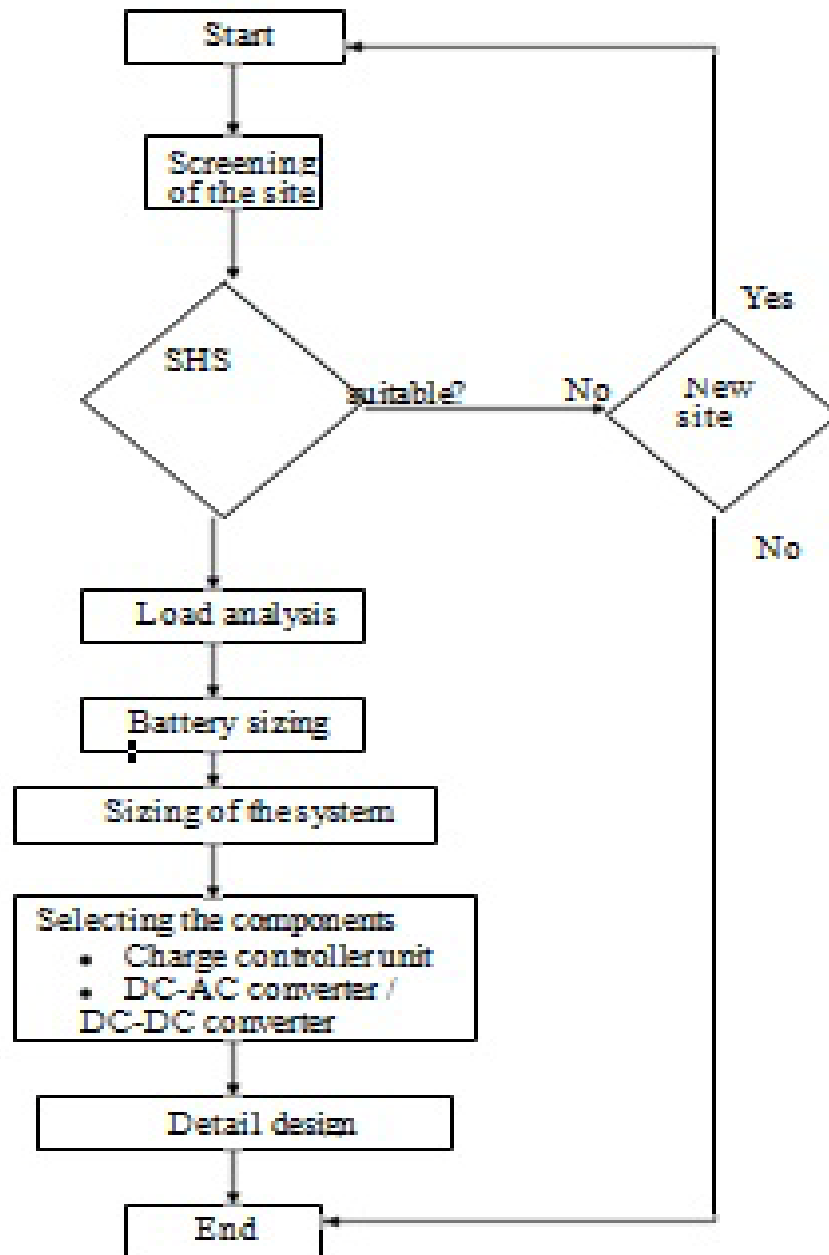 Start
Screening
of the site
Yes
SHS
suitable?
No
New
site
No
Load analysis
Battery sizing
Sizing of the system
Selecting the components
• Charge controller unit
• DC-AC converter /
DC-DC converter
Detail design
End